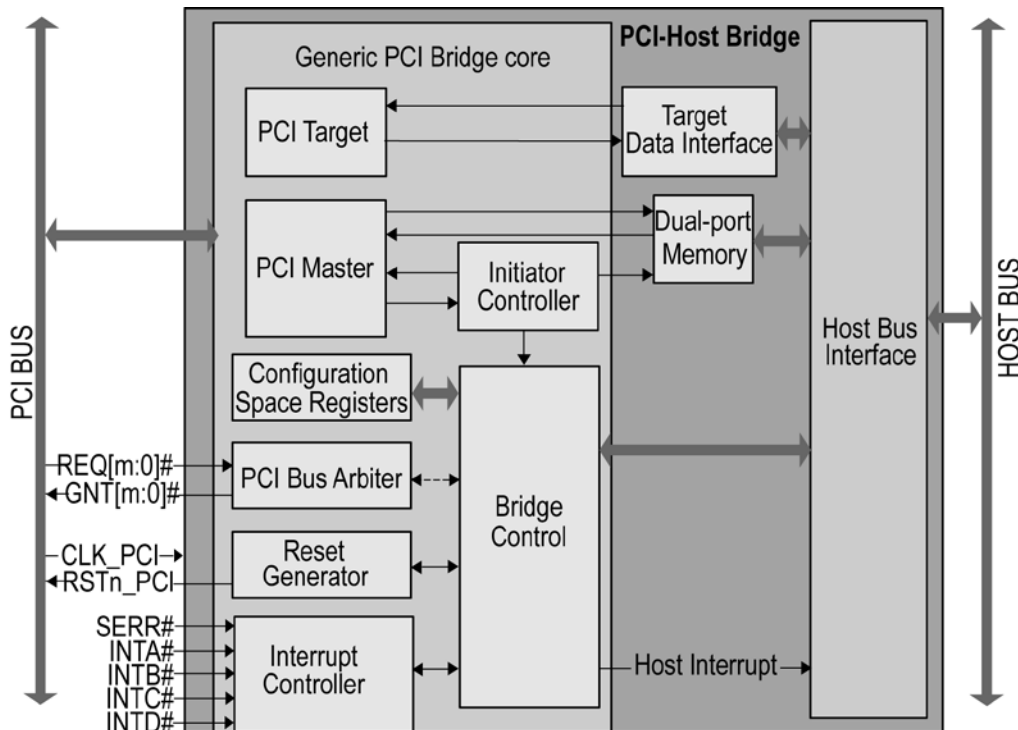 PCI-Host Bridge
Generic PCI Bridge core
PCI Target
Target
Data Interface
PCI Master
Dual-port
Memory
Initiator
Controller
Host Bus
Interface
PCI BUS
HOST BUS
Configuration
Space Registers
REQ[m:0]#
GNT[m:0]#
PCI Bus Arbiter
Bridge
Control
CLK_PCI
RSTn_PCI
Reset
Generator
SERR#
INTA#
INTB#
INTC#
INTD#
Interrupt
Controller
Host Interrupt